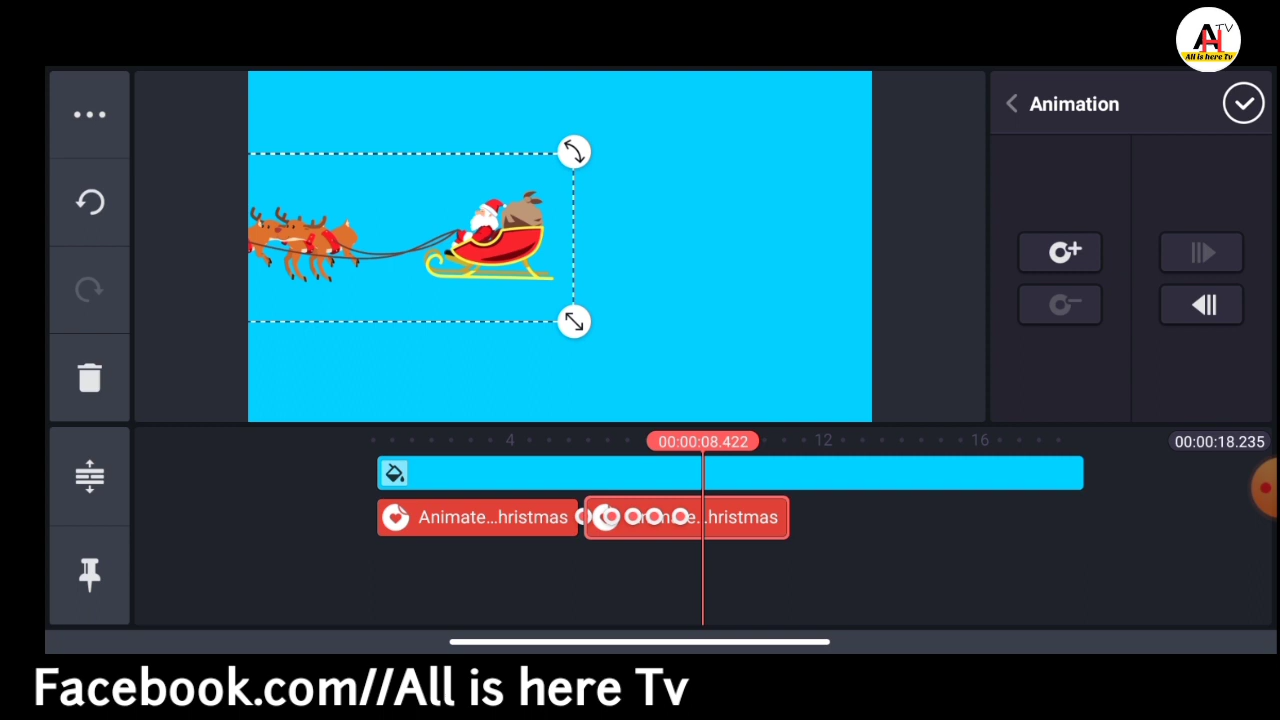 A TV
H
All is here Tv
Animation
4
00:00:08.422
12
16
00:00:18.235
Animate...hristmas
hristmas
Facebook.com//All is here Tv